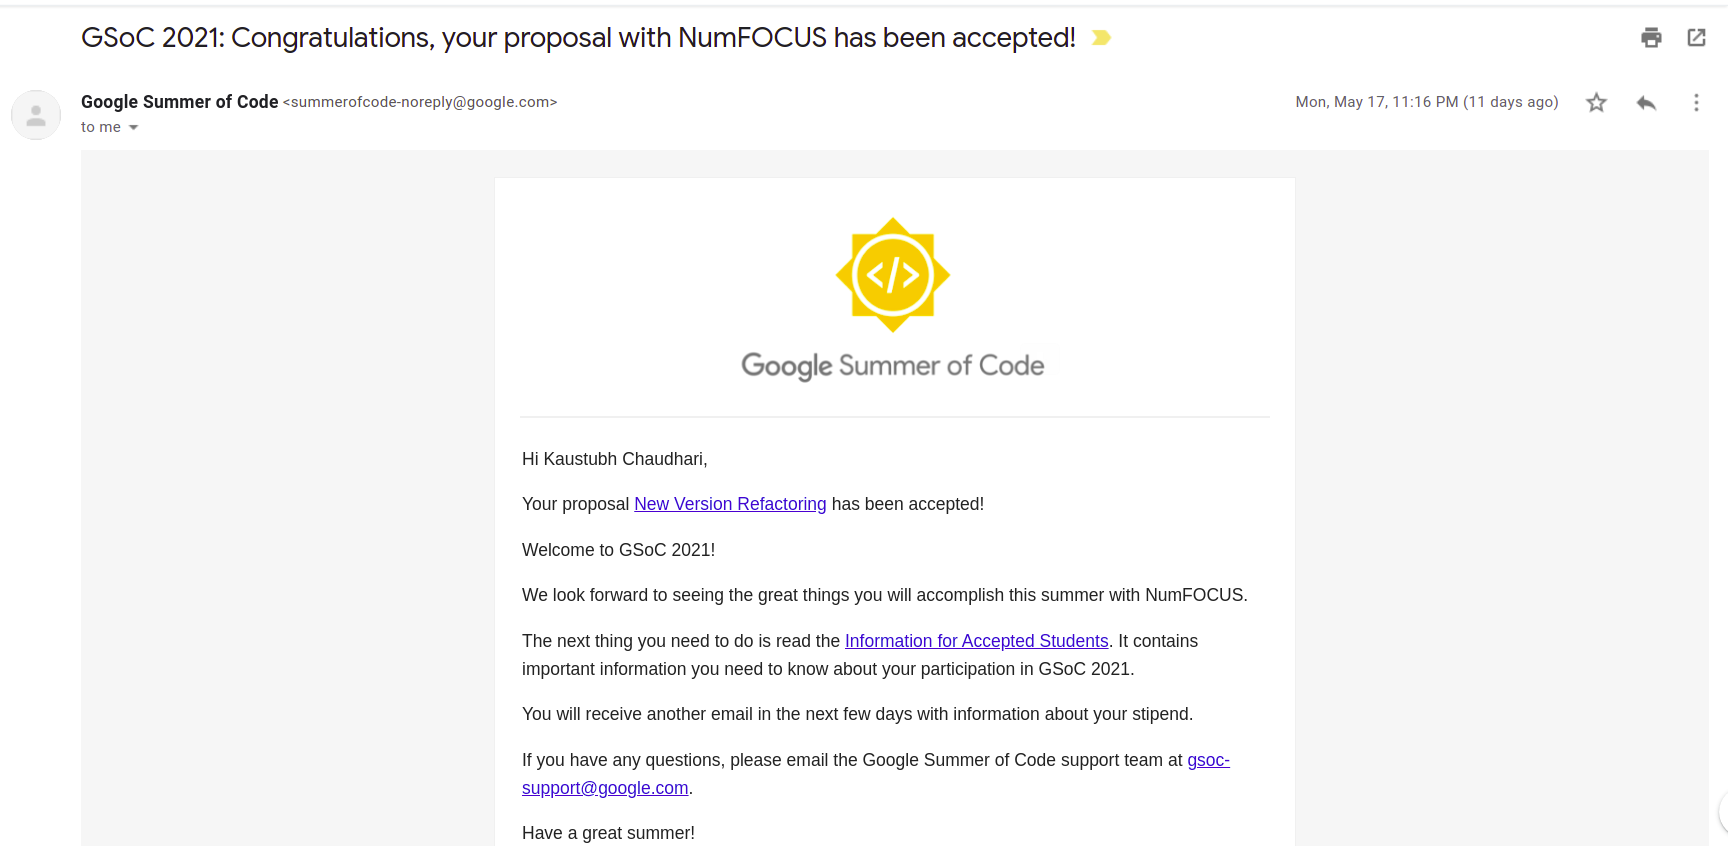 GSoC 2021: Congratulations, your proposal with NumFOCUS has been accepted!
Google Summer of Code <summerofcode-noreply@google.com>
Mon, May 17, 11:16 PM (11 days ago)
to me
</>
Google Summer of Code
Hi Kaustubh Chaudhari,
Your proposal New Version Refactoring has been accepted!
Welcome to GSoC 2021!
We look forward to seeing the great things you will accomplish this summer with NumFOCUS.
The next thing you need to do is read the Information for Accepted Students. It contains
important information you need to know about your participation in GSoC 2021.
You will receive another email in the next few days with information about your stipend.
If you have any questions, please email the Google Summer of Code support team at gsoc-
support@google.com.
Have a great summer!